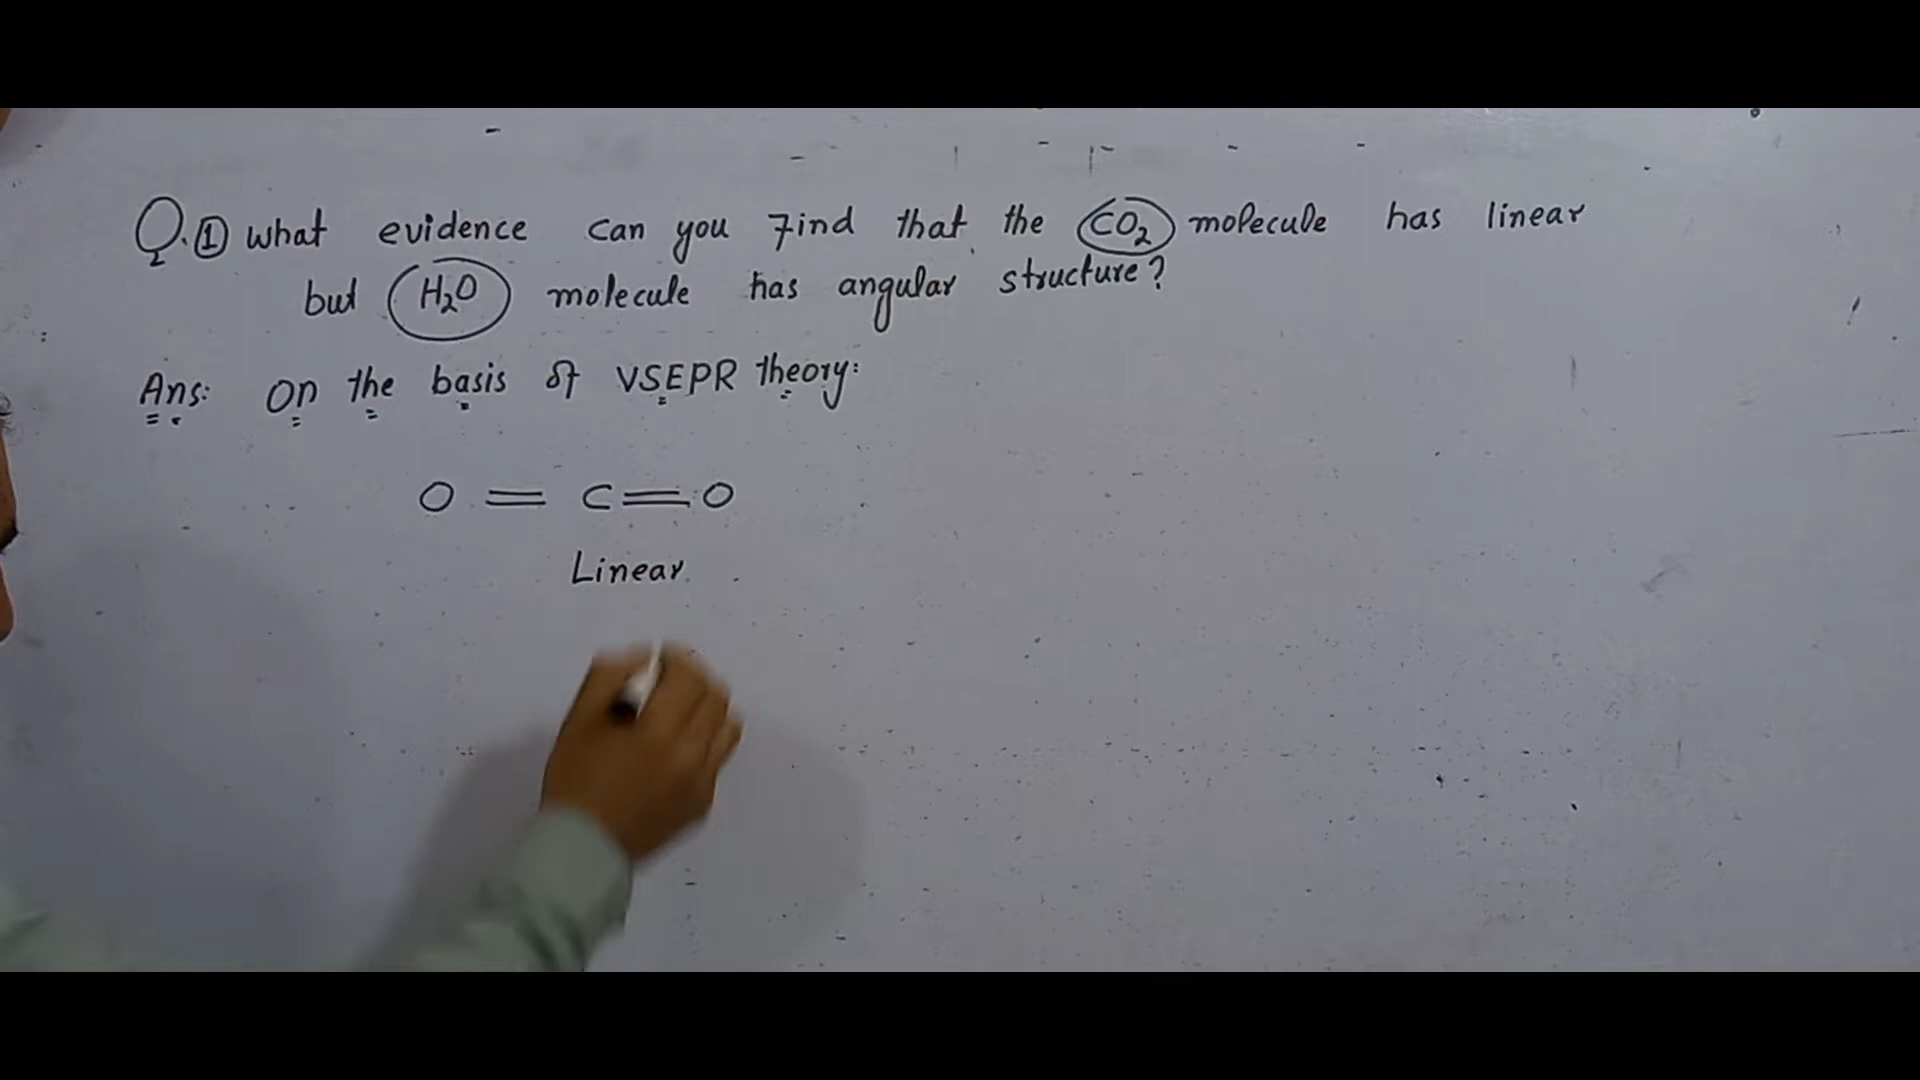 Q.① What evidence can you find that the CO₂ molecule has linear
but H₂O molecule has angular structure?
Ans: On the basis of VSEPR theory:
O = C = O
Linear